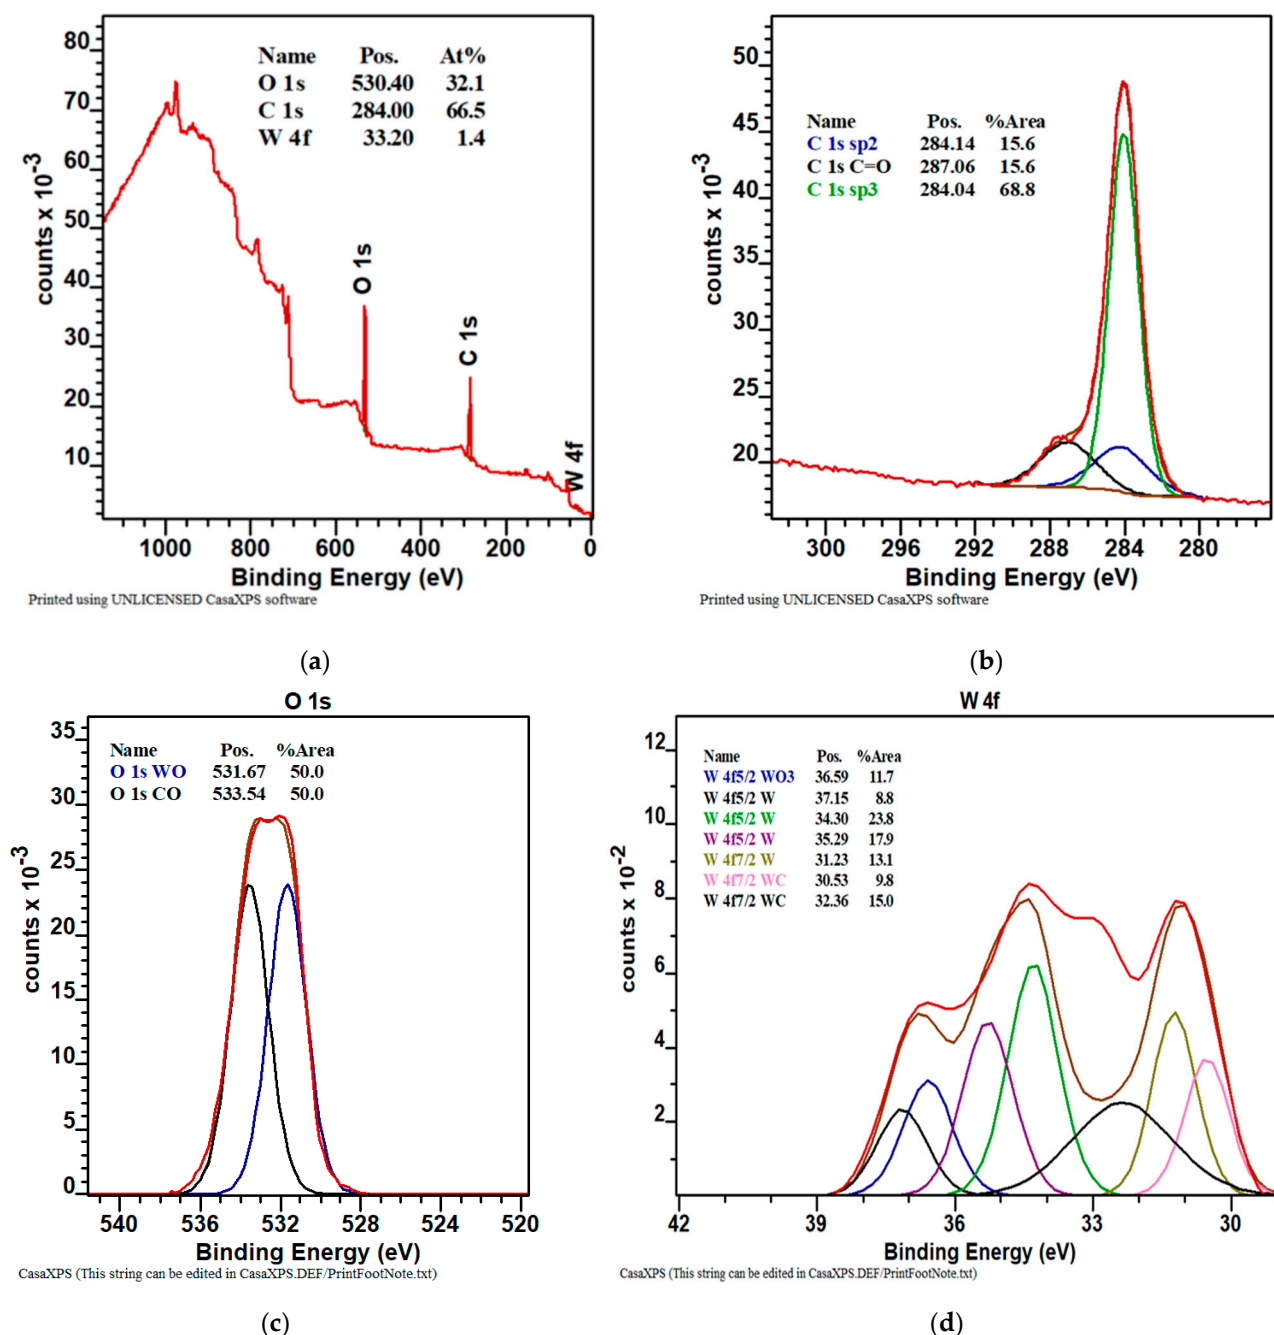 Name Pos. At%
O 1s 530.40 32.1
C 1s 284.00 66.5
W 4f 33.20 1.4
80
70
60
50
40
30
20
10
counts x 10⁻³
O 1s
C 1s
W 4f
1000 800 600 400 200 0
Binding Energy (eV)
Printed using UNLICENSED CasaXPS software
(a)
Name Pos. %Area
C 1s sp2 284.14 15.6
C 1s C=O 287.06 15.6
C 1s sp3 284.04 68.8
50
45
40
35
30
25
20
counts x 10⁻³
300 296 292 288 284 280
Binding Energy (eV)
Printed using UNLICENSED CasaXPS software
(b)
O 1s
Name Pos. %Area
O 1s WO 531.67 50.0
O 1s CO 533.54 50.0
35
30
25
20
15
10
5
0
counts x 10⁻³
540 536 532 528 524 520
Binding Energy (eV)
CasaXPS (This string can be edited in CasaXPS.DEF/PrintFootNote.txt)
(c)
W 4f
Name Pos. %Area
W 4f5/2 WO3 36.59 11.7
W 4f5/2 W 37.15 8.8
W 4f5/2 W 34.30 23.8
W 4f5/2 W 35.29 17.9
W 4f7/2 W 31.23 13.1
W 4f7/2 WC 30.53 9.8
W 4f7/2 WC 32.36 15.0
12
10
8
6
4
2
counts x 10⁻²
42 39 36 33 30
Binding Energy (eV)
CasaXPS (This string can be edited in CasaXPS.DEF/PrintFootNote.txt)
(d)